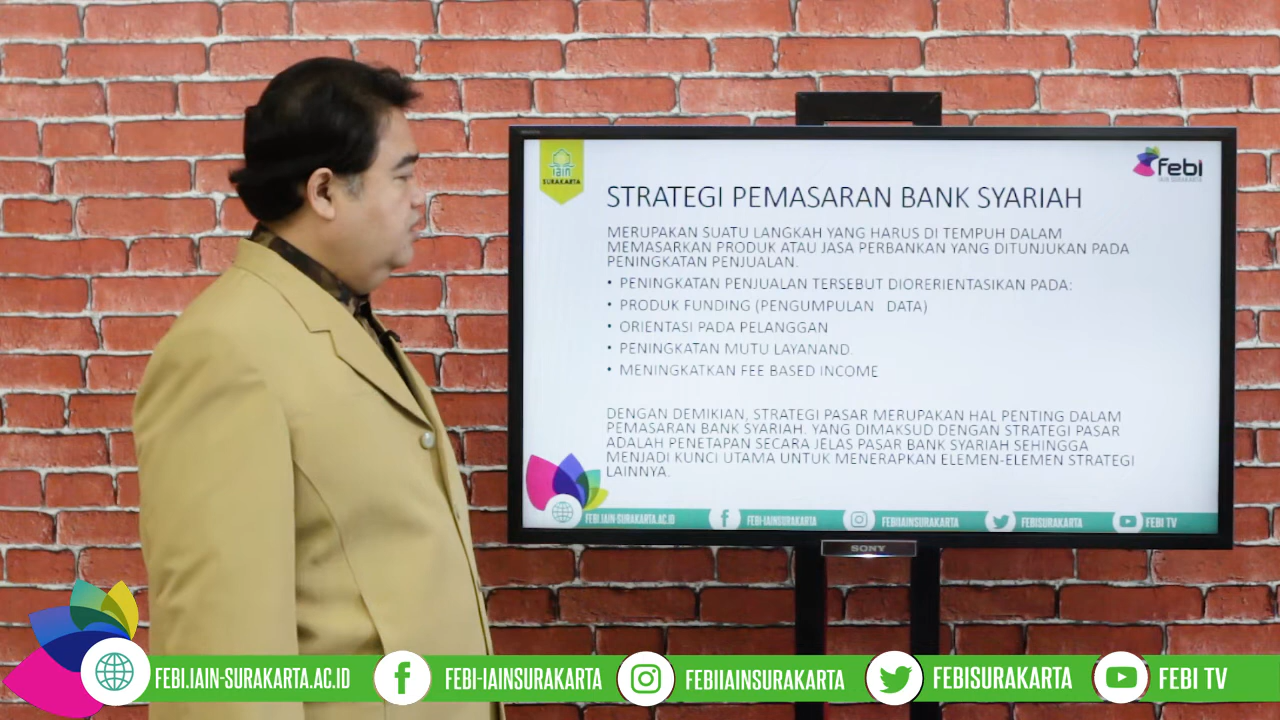 iain
SURAKARTA
febi
IAIN SURAKARTA
STRATEGI PEMASARAN BANK SYARIAH
MERUPAKAN SUATU LANGKAH YANG HARUS DI TEMPUH DALAM
MEMASARKAN PRODUK ATAU JASA PERBANKAN YANG DITUNJUKAN PADA
PENINGKATAN PENJUALAN.
• PENINGKATAN PENJUALAN TERSEBUT DIORERIENTASIKAN PADA:
• PRODUK FUNDING (PENGUMPULAN DATA)
• ORIENTASI PADA PELANGGAN
• PENINGKATAN MUTU LAYANAND.
• MENINGKATKAN FEE BASED INCOME
DENGAN DEMIKIAN, STRATEGI PASAR MERUPAKAN HAL PENTING DALAM
PEMASARAN BANK SYARIAH. YANG DIMAKSUD DENGAN STRATEGI PASAR
ADALAH PENETAPAN SECARA JELAS PASAR BANK SYARIAH SEHINGGA
MENJADI KUNCI UTAMA UNTUK MENERAPKAN ELEMEN-ELEMEN STRATEGI
LAINNYA.
FEBI.IAIN-SURAKARTA.AC.ID FEBI-IAINSURAKARTA FEBIIAINSURAKARTA FEBISURAKARTA FEBI TV
SONY
FEBI.IAIN-SURAKARTA.AC.ID FEBI-IAINSURAKARTA FEBIIAINSURAKARTA FEBISURAKARTA FEBI TV